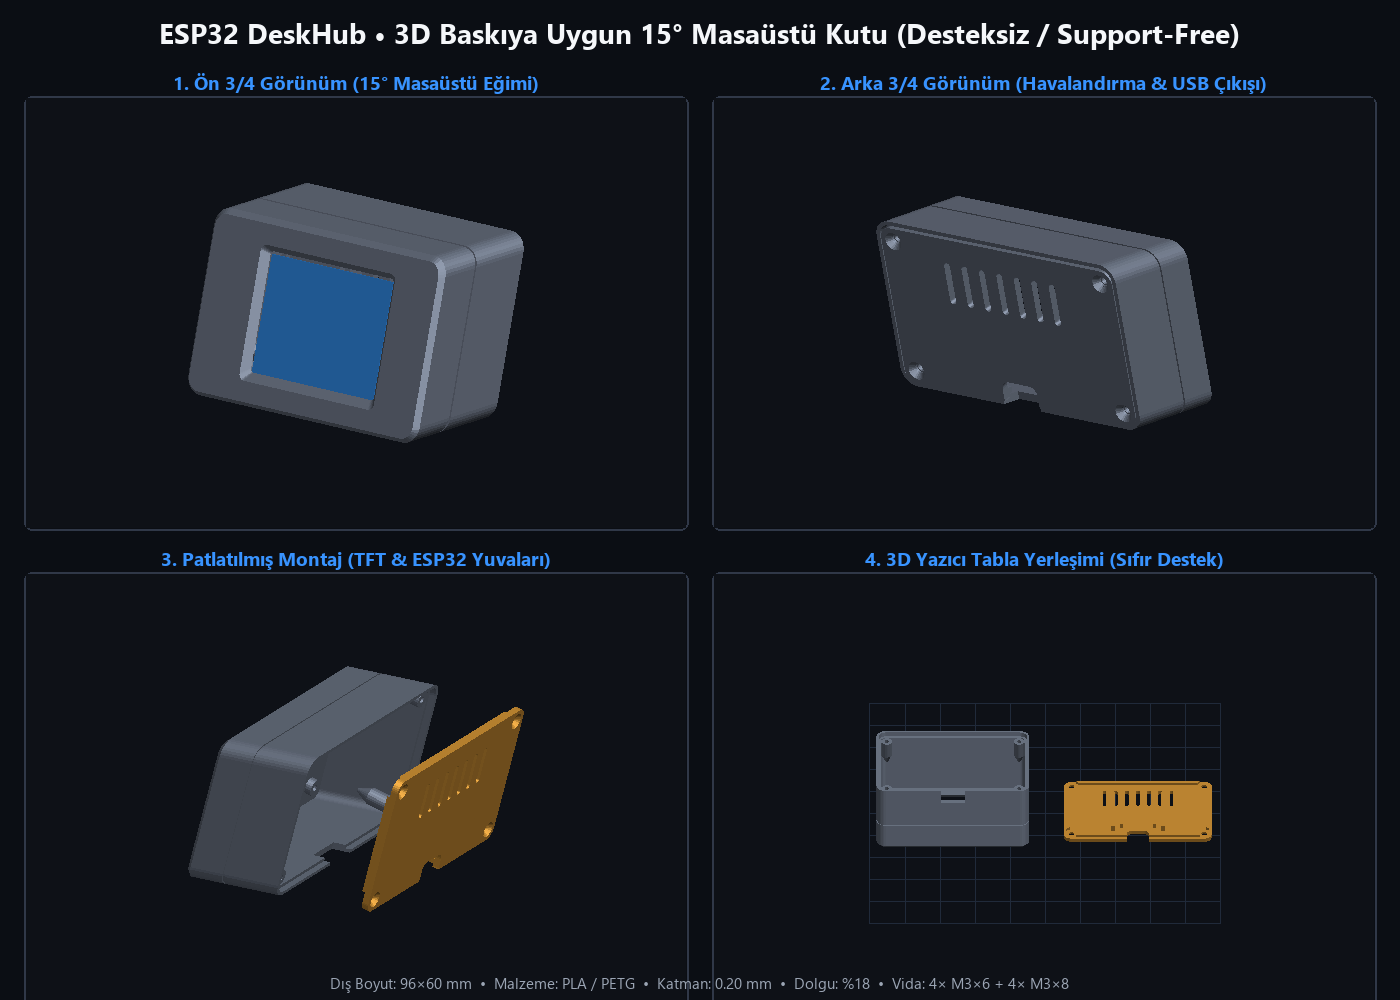 ESP32 DeskHub • 3D Baskıya Uygun 15° Masaüstü Kutu (Desteksiz / Support-Free)
1. Ön 3/4 Görünüm (15° Masaüstü Eğimi)
2. Arka 3/4 Görünüm (Havalandırma & USB Çıkışı)
3. Patlatılmış Montaj (TFT & ESP32 Yuvaları)
4. 3D Yazıcı Tabla Yerleşimi (Sıfır Destek)
Dış Boyut: 96×60 mm • Malzeme: PLA / PETG • Katman: 0.20 mm • Dolgu: %18 • Vida: 4× M3×6 + 4× M3×8